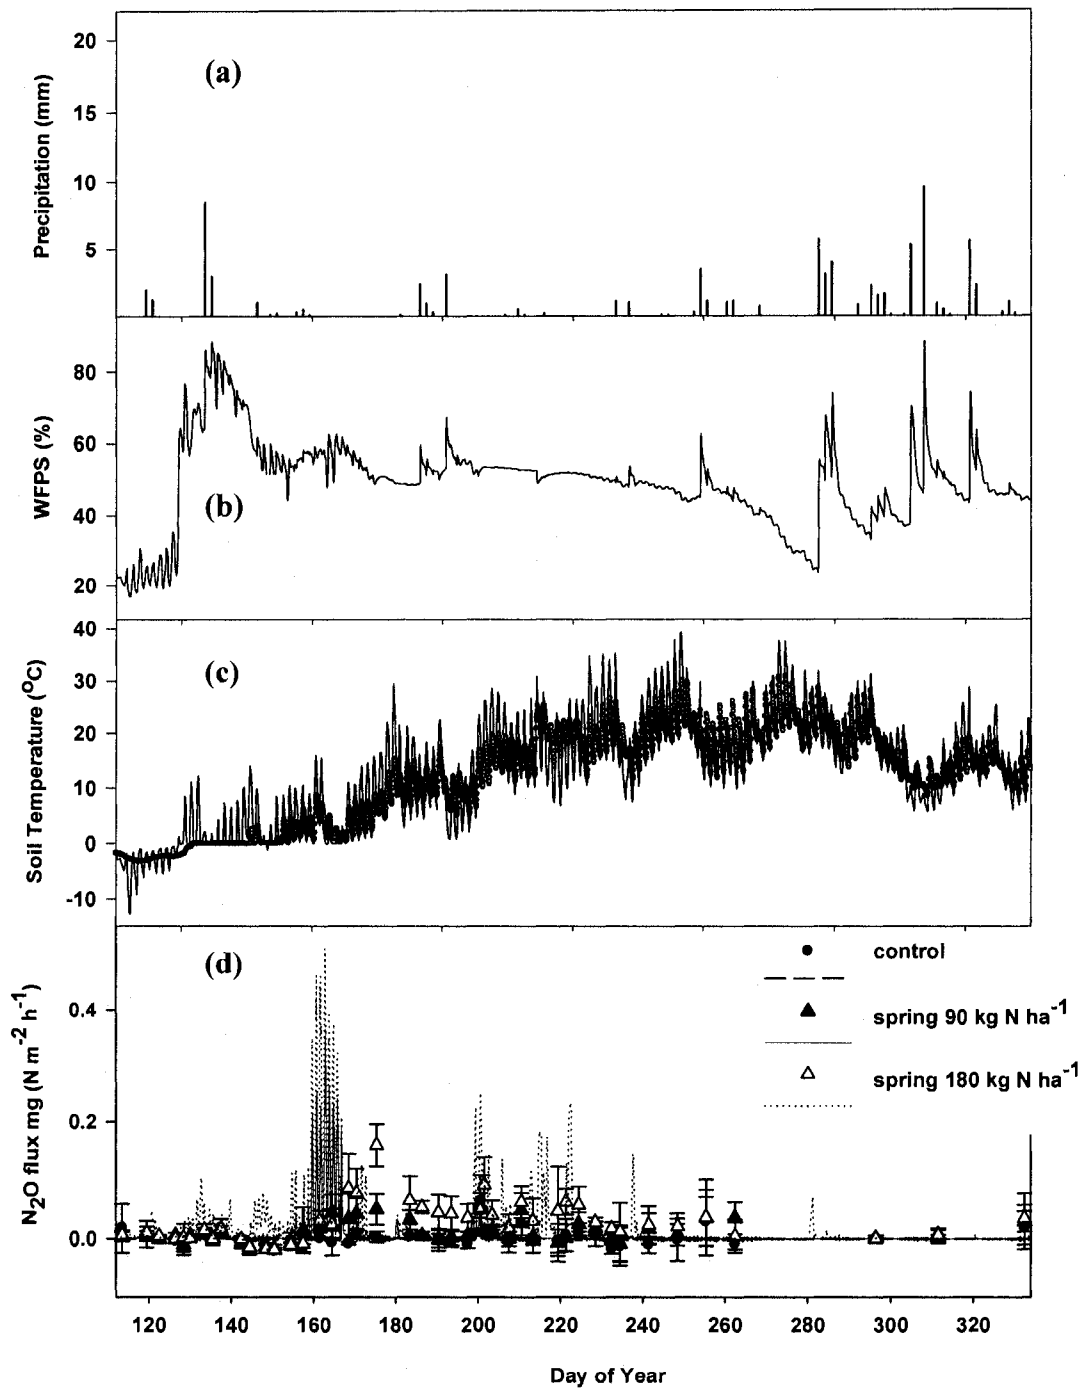 20
15
10
5
Precipitation (mm)
(a)
80
60
40
20
WFPS (%)
(b)
40
30
20
10
0
-10
Soil Temperature (°C)
(c)
0.4
0.2
0.0
N2O flux mg (N m-2 h-1)
(d)
control
spring 90 kg N ha-1
spring 180 kg N ha-1
120 140 160 180 200 220 240 260 280 300 320
Day of Year